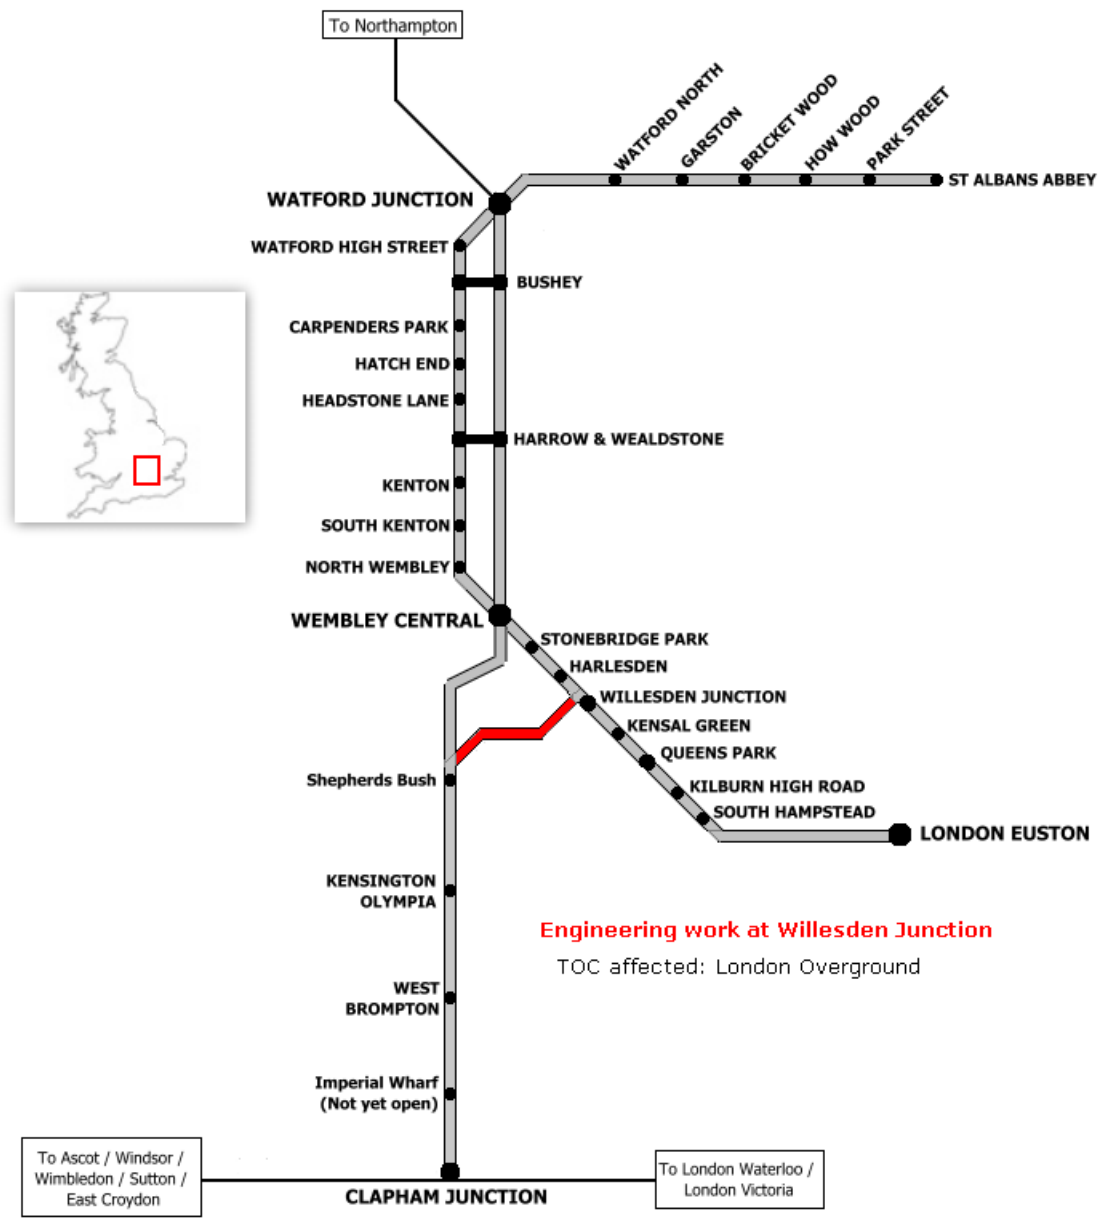 To Northampton
WATFORD NORTH
GARSTON
BRICKET WOOD
HOW WOOD
PARK STREET
ST ALBANS ABBEY
WATFORD JUNCTION
WATFORD HIGH STREET
BUSHEY
CARPENDERS PARK
HATCH END
HEADSTONE LANE
HARROW & WEALDSTONE
KENTON
SOUTH KENTON
NORTH WEMBLEY
WEMBLEY CENTRAL
STONEBRIDGE PARK
HARLESDEN
WILLESDEN JUNCTION
KENSAL GREEN
QUEENS PARK
Shepherds Bush
KILBURN HIGH ROAD
SOUTH HAMPSTEAD
LONDON EUSTON
KENSINGTON
OLYMPIA
Engineering work at Willesden Junction
TOC affected: London Overground
WEST
BROMPTON
Imperial Wharf
(Not yet open)
To Ascot / Windsor /
Wimbledon / Sutton /
East Croydon
To London Waterloo /
London Victoria
CLAPHAM JUNCTION